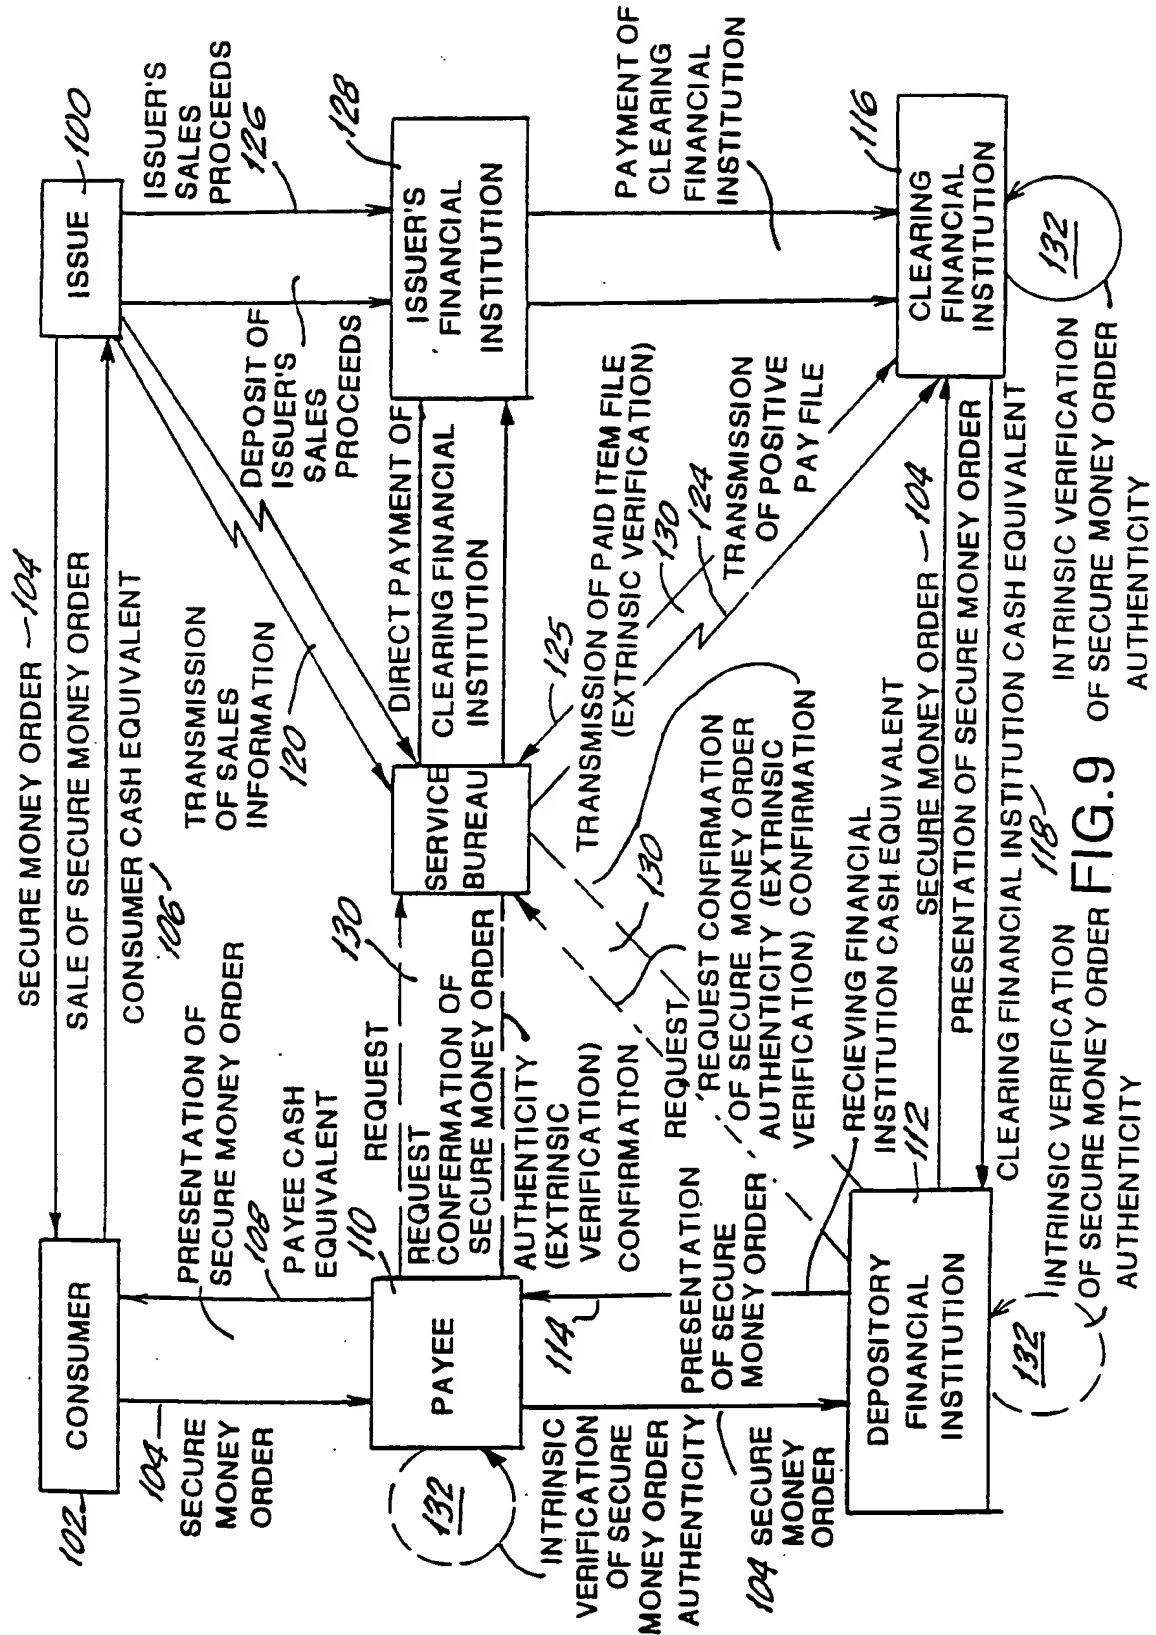 SECURE MONEY ORDER 104
SALE OF SECURE MONEY ORDER
CONSUMER CASH EQUIVALENT
106
102
CONSUMER
ISSUE
100
104
SECURE
MONEY
ORDER
PRESENTATION OF
SECURE MONEY ORDER
108
PAYEE CASH
EQUIVALENT
110
TRANSMISSION
OF SALES
INFORMATION
120
DEPOSIT OF
ISSUER'S
SALES
PROCEEDS
ISSUER'S
SALES
PROCEEDS
126
128
PAYEE
132
INTRINSIC
VERIFICATION
OF SECURE
MONEY ORDER
AUTHENTICITY
REQUEST
130
REQUEST
CONFERMATION OF
SECURE MONEY ORDER
AUTHENTICITY
(EXTRINSIC
VERIFICATION)
CONFIRMATION
SERVICE
BUREAU
DIRECT PAYMENT OF
CLEARING FINANCIAL
INSTITUTION
ISSUER'S
FINANCIAL
INSTITUTION
125
TRANSMISSION OF PAID ITEM FILE
(EXTRINSIC VERIFICATION)
130
124
TRANSMISSION
OF POSITIVE
PAY FILE
PAYMENT OF
CLEARING
FINANCIAL
INSTITUTION
116
114
PRESENTATION
OF SECURE
MONEY ORDER
104 SECURE
MONEY
ORDER
130
REQUEST
REQUEST CONFIRMATION
OF SECURE MONEY ORDER
AUTHENTICITY (EXTRINSIC
VERIFICATION) CONFIRMATION
RECIEVING FINANCIAL
INSTITUTION CASH EQUIVALENT
112
DEPOSITORY
FINANCIAL
INSTITUTION
SECURE MONEY ORDER 104
PRESENTATION OF SECURE MONEY ORDER
CLEARING FINANCIAL INSTITUTION CASH EQUIVALENT
118
CLEARING
FINANCIAL
INSTITUTION
132
INTRINSIC VERIFICATION
OF SECURE MONEY ORDER
AUTHENTICITY
132
INTRINSIC VERIFICATION
OF SECURE MONEY ORDER
AUTHENTICITY
FIG.9